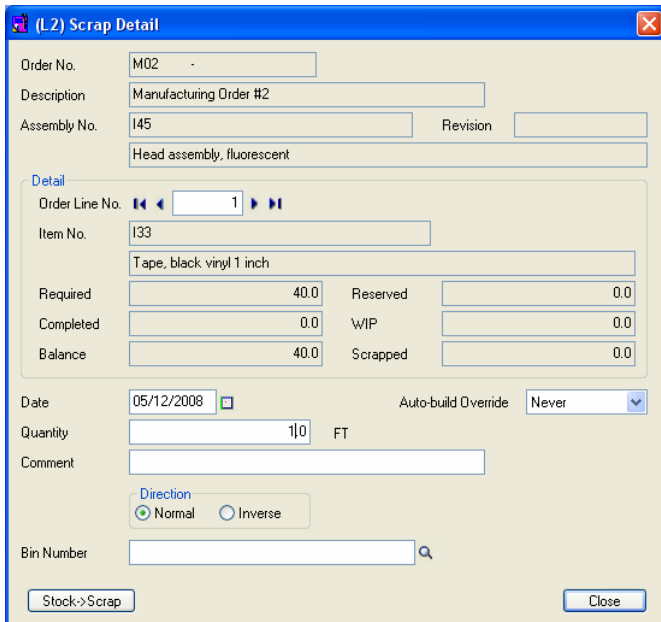 (L2) Scrap Detail
Order No. M02 -
Description Manufacturing Order #2
Assembly No. I45 Revision
Head assembly, fluorescent
Detail
Order Line No. 1
Item No. I33
Tape, black vinyl 1 inch
Required 40.0 Reserved 0.0
Completed 0.0 WIP 0.0
Balance 40.0 Scrapped 0.0
Date 05/12/2008 Auto-build Override Never
Quantity 1.0 FT
Comment
Direction
Normal Inverse
Bin Number
Stock->Scrap Close